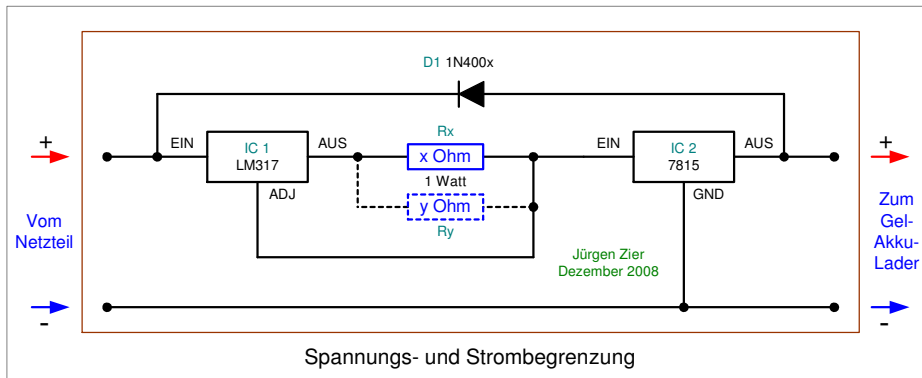 D1 1N400x
+
EIN
IC 1
LM317
AUS
ADJ
Rx
x Ohm
1 Watt
y Ohm
Ry
EIN
IC 2
7815
AUS
GND
+
Vom
Netzteil
Zum
Gel-
Akku-
Lader
Jürgen Zier
Dezember 2008
-
-
Spannungs- und Strombegrenzung